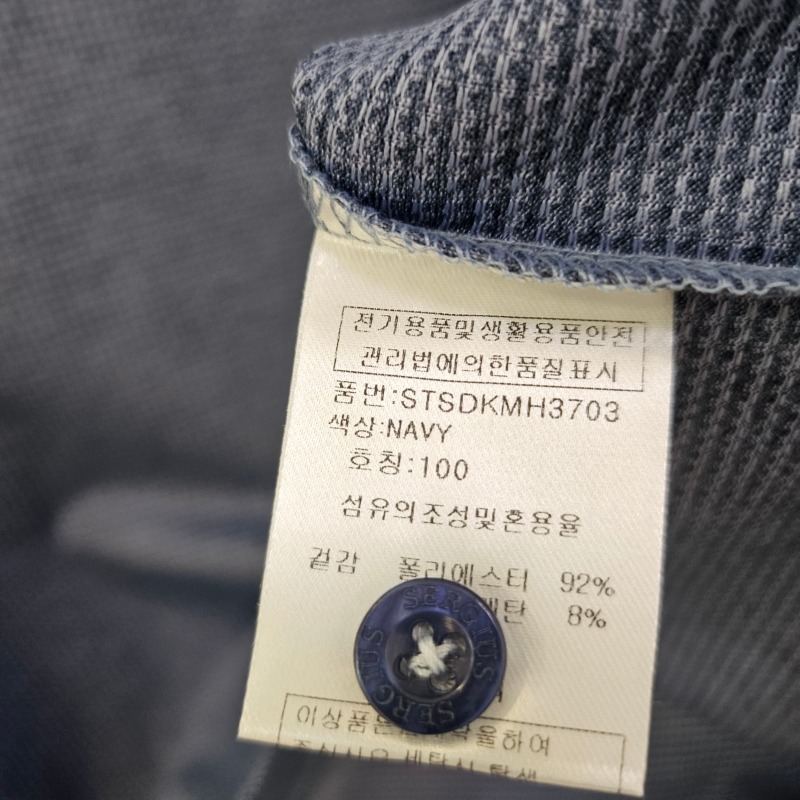 전기용품및생활용품안전
관리법에의한품질표시
품번:STSDKMH3703
색상:NAVY
호칭:100
섬유의조성및혼용율
겉감 폴리에스터 92%
8%
SERGIUS
SERGIUS